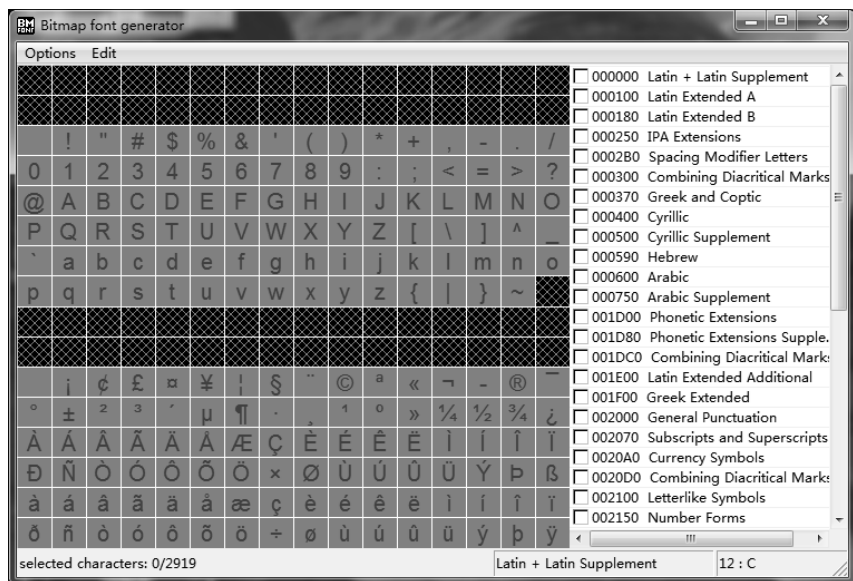 BM FONT Bitmap font generator
Options Edit
! " # $ % & ' ( ) * + , - . /
0 1 2 3 4 5 6 7 8 9 : ; < = > ?
@ A B C D E F G H I J K L M N O
P Q R S T U V W X Y Z [ \ ] ^ _
` a b c d e f g h i j k l m n o
p q r s t u v w x y z { | } ~
¡ ¢ £ ¤ ¥ ¦ § ¨ © ª « ¬ - ® ¯
° ± ² ³ ´ µ ¶ · ¸ ¹ º » ¼ ½ ¾ ¿
À Á Â Ã Ä Å Æ Ç È É Ê Ë Ì Í Î Ï
Ð Ñ Ò Ó Ô Õ Ö × Ø Ù Ú Û Ü Ý Þ ß
à á â ã ä å æ ç è é ê ë ì í î ï
ð ñ ò ó ô õ ö ÷ ø ù ú û ü ý þ ÿ
000000 Latin + Latin Supplement
000100 Latin Extended A
000180 Latin Extended B
000250 IPA Extensions
0002B0 Spacing Modifier Letters
000300 Combining Diacritical Marks
000370 Greek and Coptic
000400 Cyrillic
000500 Cyrillic Supplement
000590 Hebrew
000600 Arabic
000750 Arabic Supplement
001D00 Phonetic Extensions
001D80 Phonetic Extensions Supple.
001DC0 Combining Diacritical Marks
001E00 Latin Extended Additional
001F00 Greek Extended
002000 General Punctuation
002070 Subscripts and Superscripts
0020A0 Currency Symbols
0020D0 Combining Diacritical Marks
002100 Letterlike Symbols
002150 Number Forms
selected characters: 0/2919 Latin + Latin Supplement 12 : C